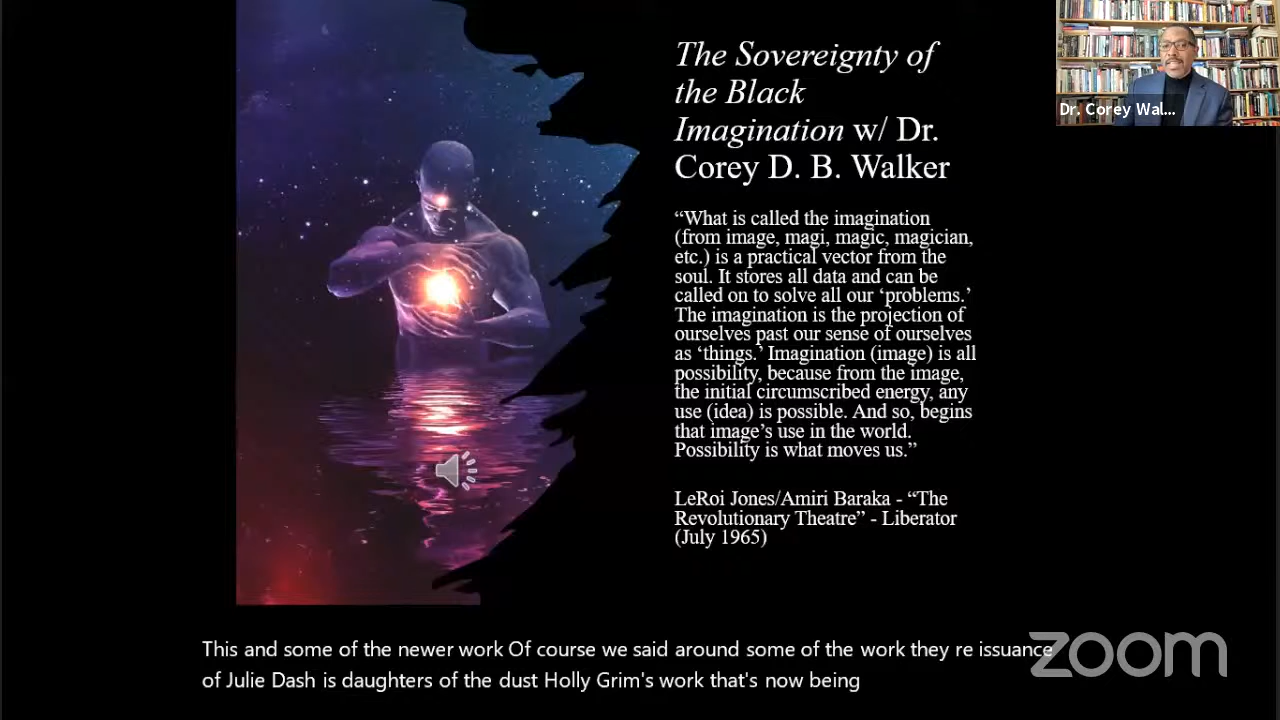 The Sovereignty of
the Black
Imagination w/ Dr.
Corey D. B. Walker
“What is called the imagination
(from image, magi, magic, magician,
etc.) is a practical vector from the
soul. It stores all data and can be
called on to solve all our ‘problems.’
The imagination is the projection of
ourselves past our sense of ourselves
as ‘things.’ Imagination (image) is all
possibility, because from the image,
the initial circumscribed energy, any
use (idea) is possible. And so, begins
that image’s use in the world.
Possibility is what moves us.”
LeRoi Jones/Amiri Baraka - “The
Revolutionary Theatre” - Liberator
(July 1965)
Dr. Corey Wal...
This and some of the newer work Of course we said around some of the work they re issuance
of Julie Dash is daughters of the dust Holly Grim's work that's now being
zoom